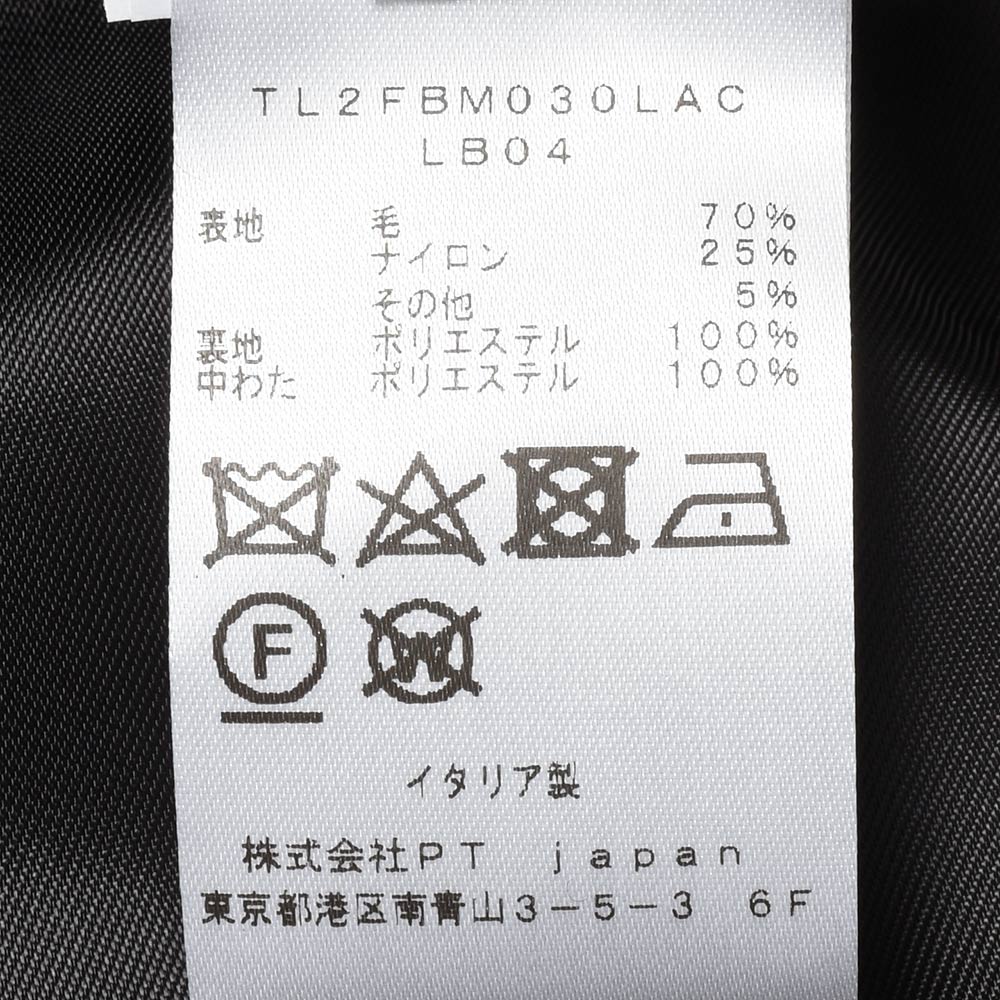 TL2FBM030LAC
LB04
表地 毛 70%
ナイロン 25%
その他 5%
裏地 ポリエステル 100%
中わた ポリエステル 100%
F
W
イタリア製
株式会社PT japan
東京都港区南青山3-5-3 6F